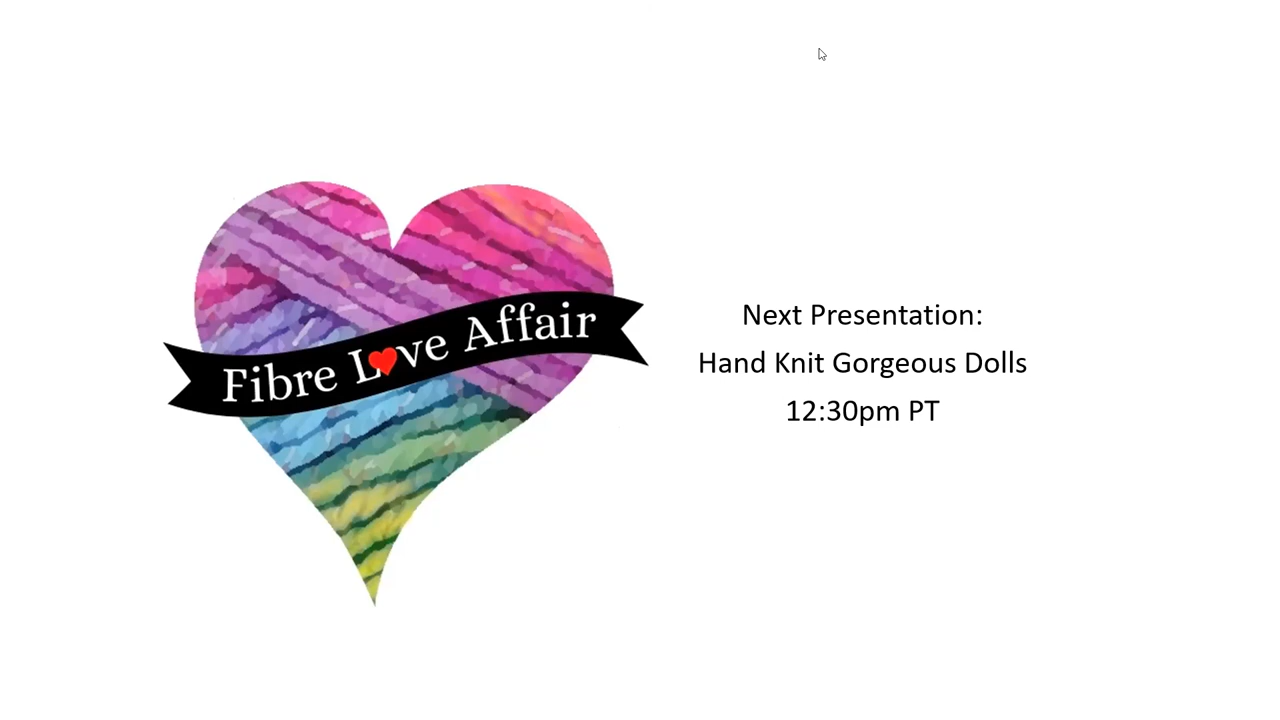 Fibre Love Affair
Next Presentation:
Hand Knit Gorgeous Dolls
12:30pm PT